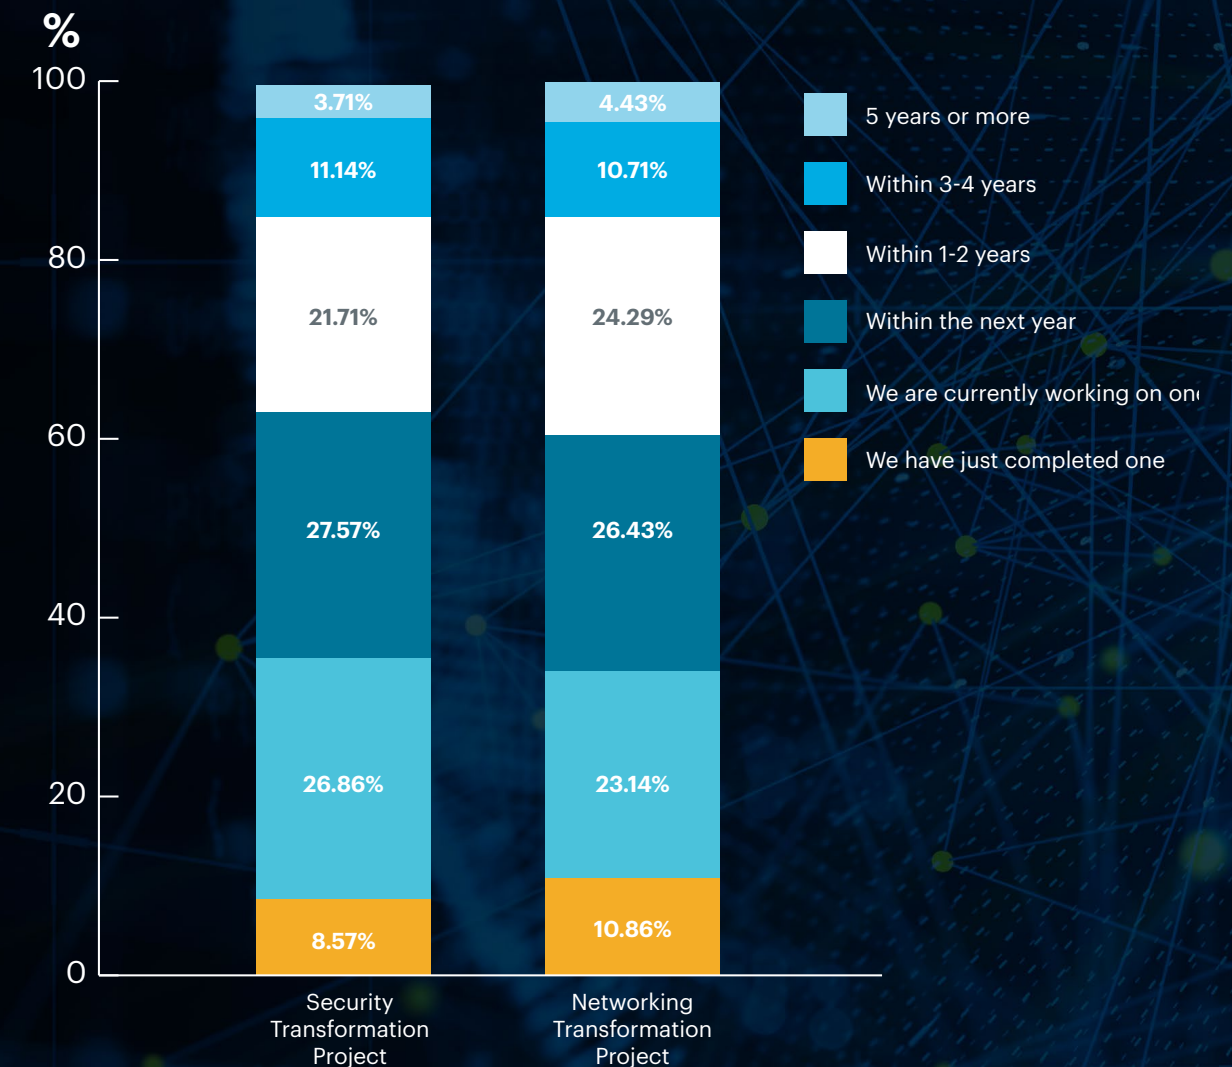 %
100
80
60
40
20
0
3.71%
11.14%
21.71%
27.57%
26.86%
8.57%
4.43%
10.71%
24.29%
26.43%
23.14%
10.86%
Security
Transformation
Project
Networking
Transformation
Project
5 years or more
Within 3-4 years
Within 1-2 years
Within the next year
We are currently working on one
We have just completed one